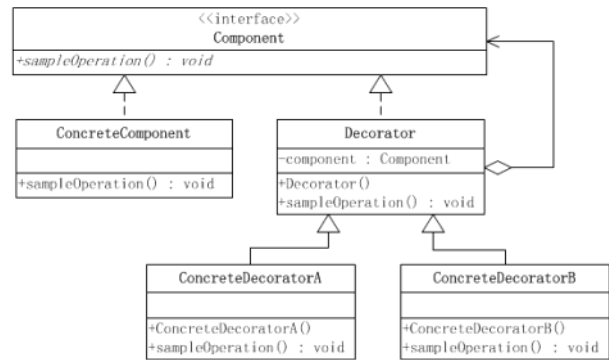 <<interface>>
Component
+sampleOperation() : void
ConcreteComponent
+sampleOperation() : void
Decorator
-component : Component
+Decorator()
+sampleOperation() : void
ConcreteDecoratorA
+ConcreteDecoratorA()
+sampleOperation() : void
ConcreteDecoratorB
+ConcreteDecoratorB()
+sampleOperation() : void